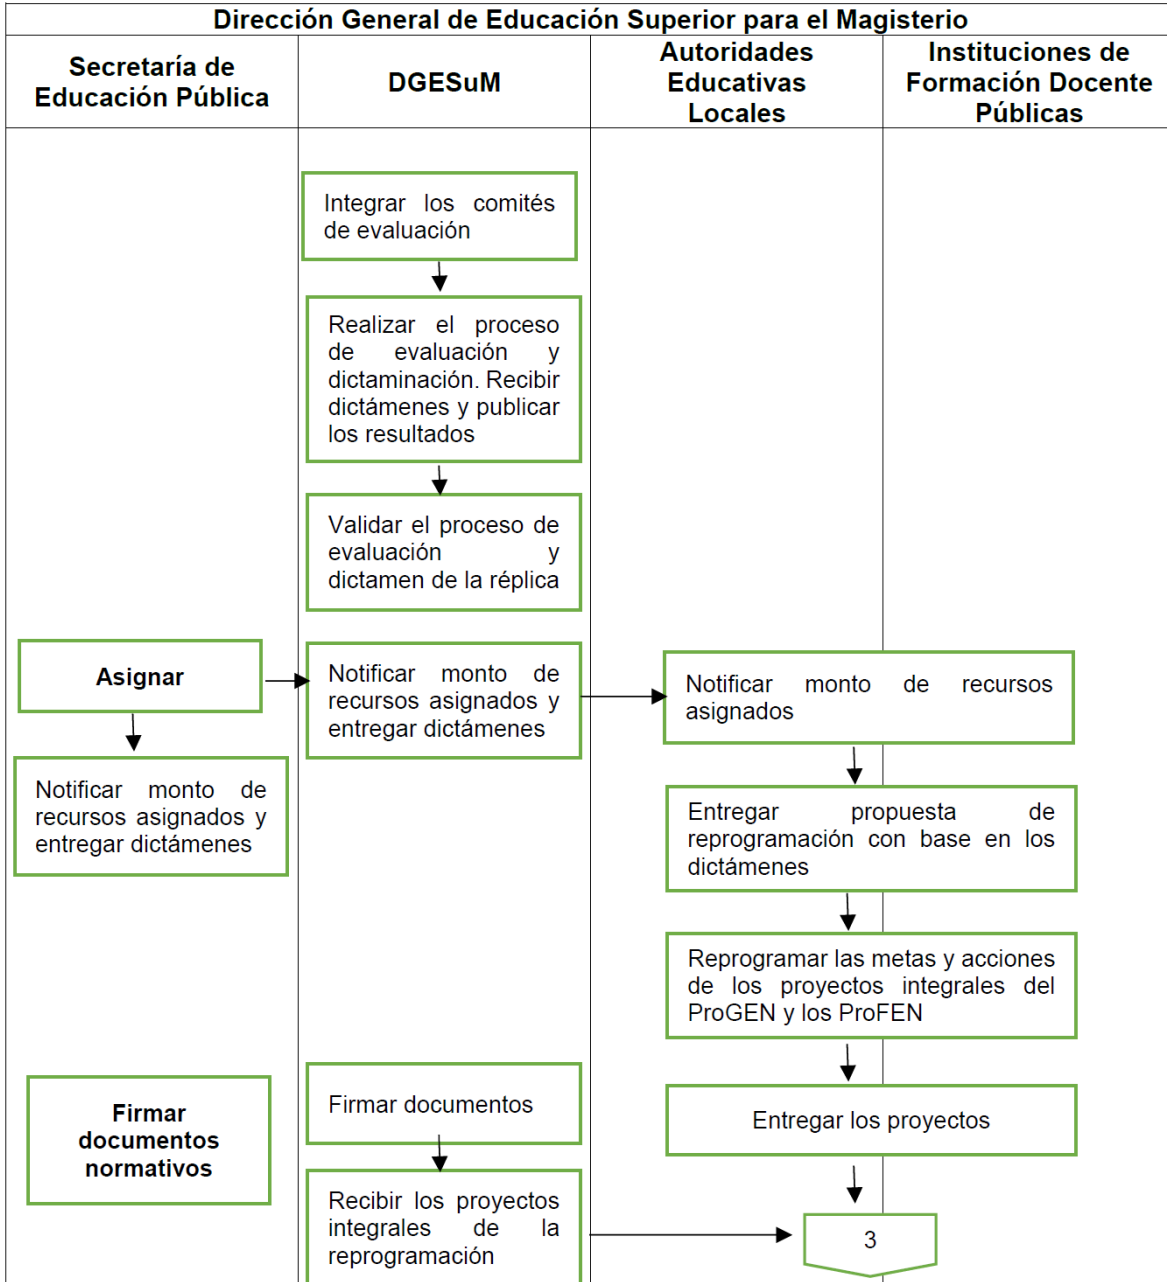 Dirección General de Educación Superior para el Magisterio
Secretaría de
Educación Pública
DGESuM
Autoridades
Educativas
Locales
Instituciones de
Formación Docente
Públicas
Integrar los comités
de evaluación
Realizar el proceso
de evaluación y
dictaminación. Recibir
dictámenes y publicar
los resultados
Validar el proceso de
evaluación y
dictamen de la réplica
Asignar
Notificar monto de
recursos asignados y
entregar dictámenes
Notificar monto de recursos
asignados
Notificar monto de
recursos asignados y
entregar dictámenes
Entregar propuesta de
reprogramación con base en los
dictámenes
Reprogramar las metas y acciones
de los proyectos integrales del
ProGEN y los ProFEN
Firmar
documentos
normativos
Firmar documentos
Entregar los proyectos
Recibir los proyectos
integrales de la
reprogramación
3